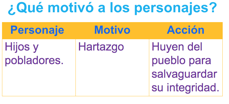 ¿Qué motivó a los personajes?
Personaje Motivo Acción
Hijos y Hartazgo Huyen del
pobladores. pueblo para
salvaguardar
su integridad.